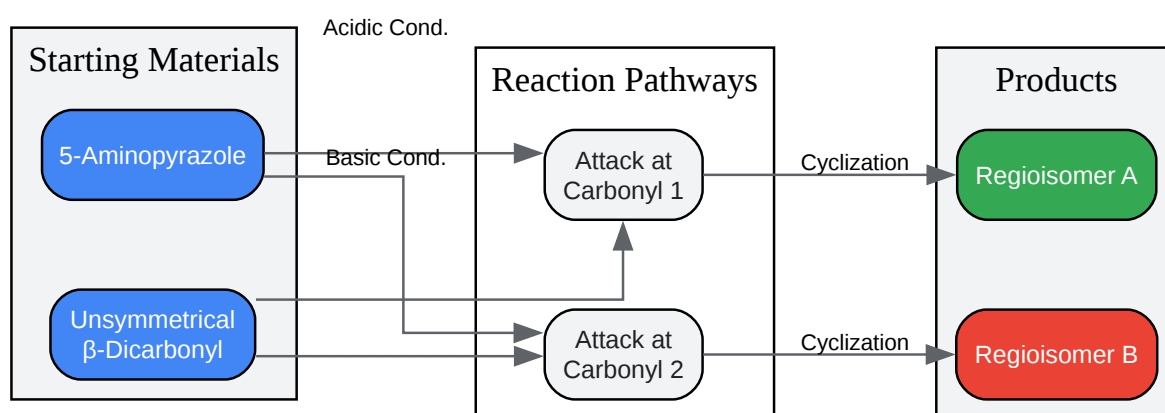 Acidic Cond.
Starting Materials
Reaction Pathways
Products
5-Aminopyrazole
Basic Cond.
Attack at
Carbonyl 1
Cyclization
Regioisomer A
Unsymmetrical
β-Dicarbonyl
Attack at
Carbonyl 2
Cyclization
Regioisomer B